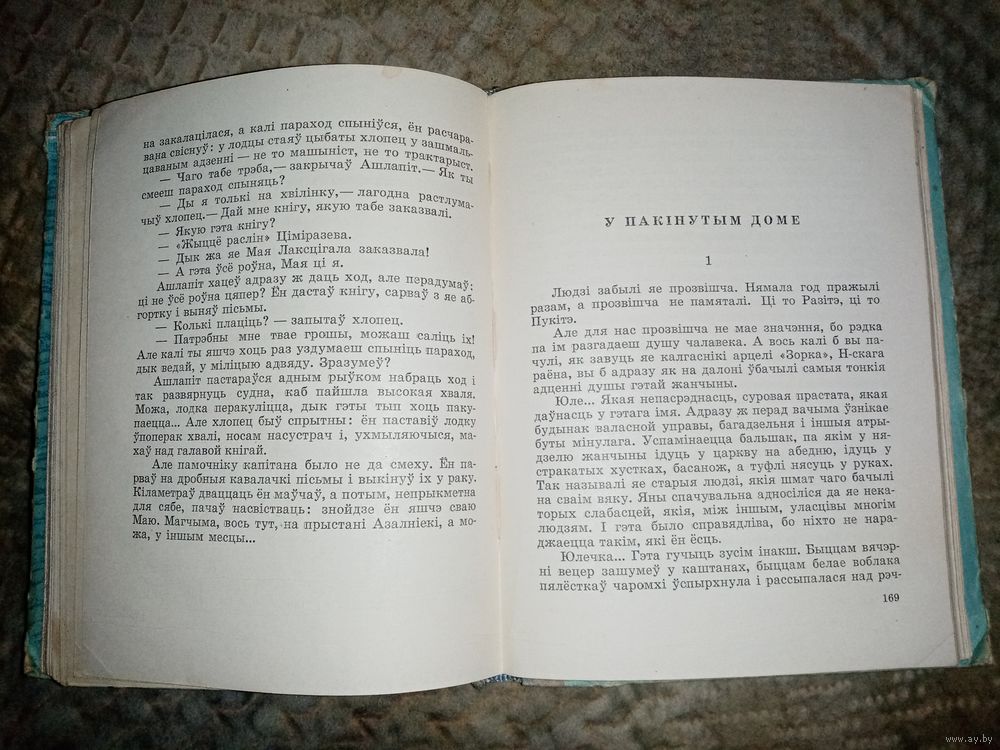 на закалацілася, а калі параход спыніўся, ён расчара-
вана свіснуў: у лодцы стаяў цыбаты хлопец у зашмаль-
цаваным адзенні — не то машыніст, не то трактарыст.
— Чаго табе трэба,— закрычаў Ашлапіт.— Як ты
смееш параход спыняць?
— Ды я толькі на хвілінку,— лагодна растлума-
чыў хлопец.— Дай мне кнігу, якую табе заказвалі.
— Якую гэта кнігу?
— «Жыццё раслін» Ціміразева.
— Дык жа яе Мая Лаксцігала заказвала!
— А гэта ўсё роўна, Мая ці я.
Ашлапіт хацеў адразу ж даць ход, але перадумаў:
ці не ўсё роўна цяпер? Ён дастаў кнігу, сарваў з яе аб-
гортку і выняў пісьмы.
— Колькі плаціць? — запытаў хлопец.
— Патрэбны мне твае грошы, можаш саліць іх!
Але калі ты яшчэ хоць раз уздумаеш спыніць параход,
дык ведай, у міліцыю адвяду. Зразумеў?
Ашлапіт пастараўся адным рыўком набраць ход і
так развярнуць судна, каб пайшла высокая хваля.
Можа, лодка перакуліцца, дык гэты тып хоць паку-
паецца... Але хлопец быў спрытны: ён паставіў лодку
ўпоперак хвалі, носам насустрач і, ухмыляючыся, ма-
хаў над галавой кнігай.
Але памочніку капітана было не да смеху. Ён па-
рваў на дробныя кавалачкі пісьмы і выкінуў іх у раку.
Кіламетраў дваццаць ён маўчаў, а потым, непрыкметна
для сябе, пачаў насвістваць: знойдзе ён яшчэ сваю
Маю. Магчыма, вось тут, на прыстані Азалніекі, а мо-
жа, у іншым месцы...
У ПАКІНУТЫМ ДОМЕ
1
Людзі забылі яе прозвішча. Нямала год пражылі
разам, а прозвішча не памяталі. Ці то Разітэ, ці то
Пукітэ.
Але для нас прозвішча не мае значэння, бо рэдка
па ім разгадаеш душу чалавека. А вось калі б вы па-
чулі, як завуць яе калгаснікі арцелі «Зорка», Н-скага
раёна, вы б адразу як на далоні ўбачылі самыя тонкія
адценні душы гэтай жанчыны.
Юле... Якая непасрэднасць, суровая прастата, якая
даўнасць у гэтага імя. Адразу ж перад вачыма ўзнікае
будынак валасной управы, багадзельня і іншыя атры-
буты мінулага. Успамінаецца бальшак, па якім у ня-
дзелю жанчыны ідуць у царкву на абедню, ідуць у
стракатых хустках, басанож, а туфлі нясуць у руках.
Так называлі яе старыя людзі, якія шмат чаго бачылі
на сваім вяку. Яны спачувальна адносіліся да яе нека-
торых слабасцей, якія, між іншым, уласцівы многім
людзям. І гэта было справядліва, бо ніхто не нара-
джаецца такім, які ён ёсць.
Юлечка... Гэта гучыць зусім інакш. Быццам вячэр-
ні вецер зашумеў у каштанах, быццам белае воблака
пялёсткаў чаромхі ўспырхнула і рассыпалася над рэч-
169
www.ay.by